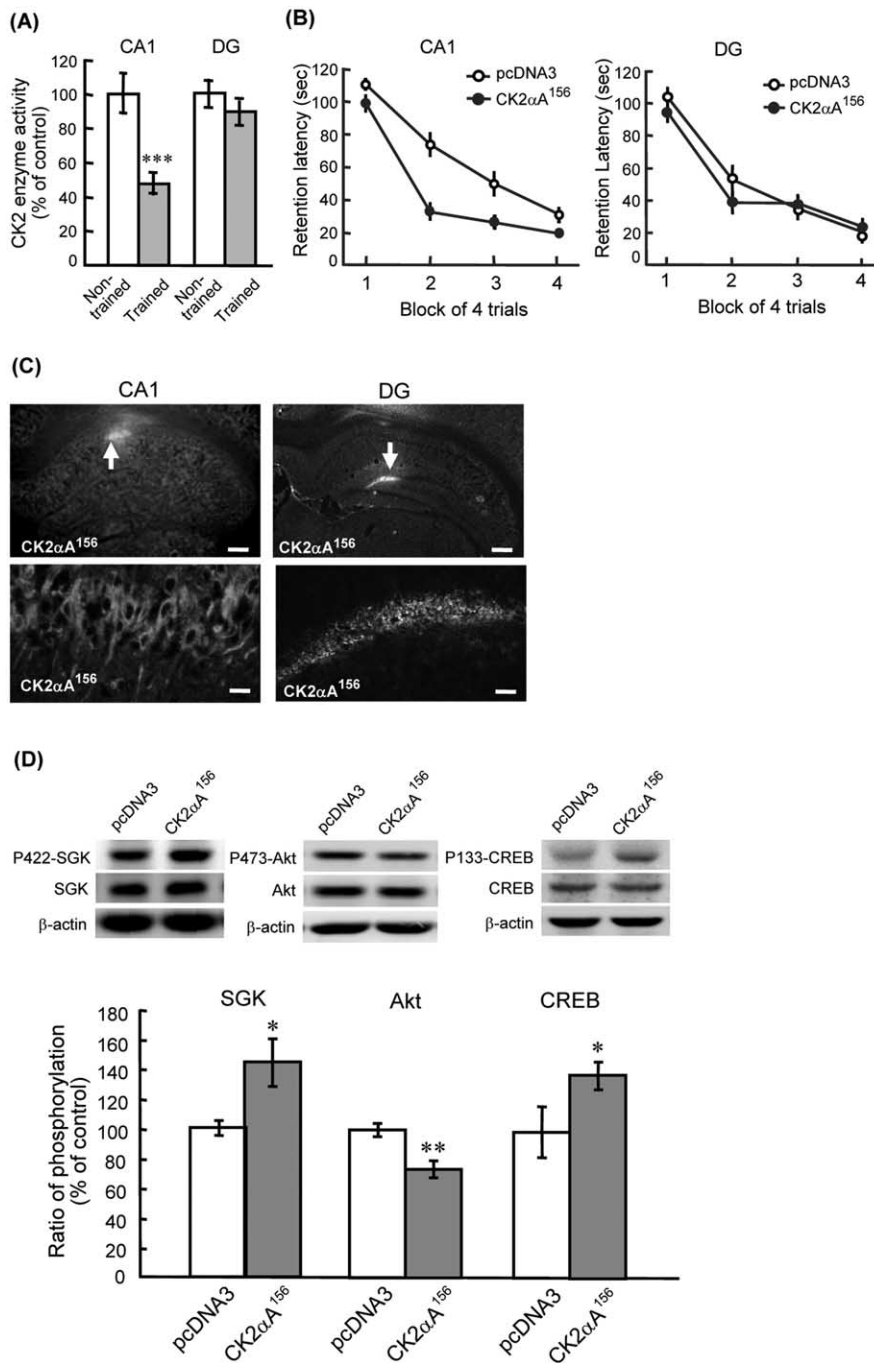 (A)
CA1 DG
CK2 enzyme activity
(% of control)
120
100
80
60
40
20
0
***
Non-
trained
Trained
Non-
trained
Trained
(B)
CA1
Retention latency (sec)
120
100
80
60
40
20
pcDNA3
CK2αA156
1 2 3 4
Block of 4 trials
DG
Retention Latency (sec)
120
100
80
60
40
20
pcDNA3
CK2αA156
1 2 3 4
Block of 4 trials
(C)
CA1 DG
CK2αA156
CK2αA156
CK2αA156
CK2αA156
(D)
pcDNA3 CK2αA156
P422-SGK
SGK
β-actin
pcDNA3 CK2αA156
P473-Akt
Akt
β-actin
pcDNA3 CK2αA156
P133-CREB
CREB
β-actin
SGK Akt CREB
Ratio of phosphorylation
(% of control)
180
160
140
120
100
80
60
40
20
0
*
**
*
pcDNA3
CK2αA156
pcDNA3
CK2αA156
pcDNA3
CK2αA156